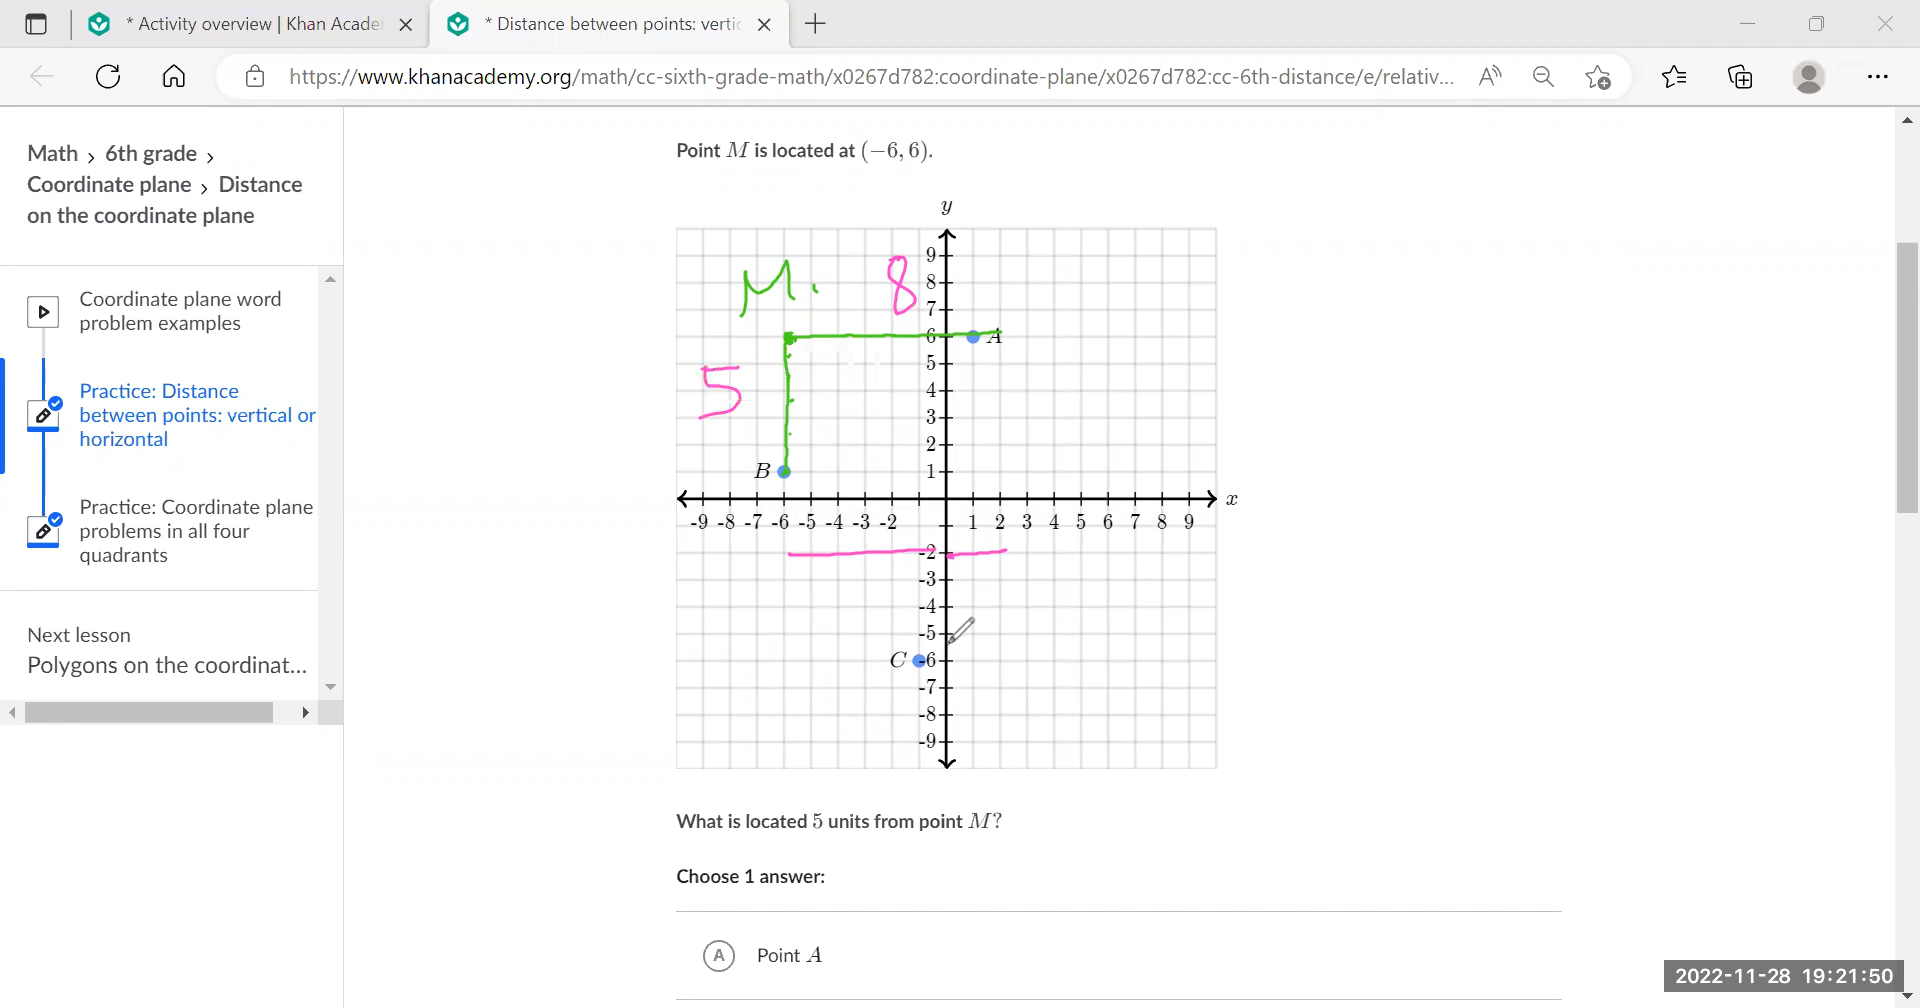 * Activity overview | Khan Acade
* Distance between points: vertic
https://www.khanacademy.org/math/cc-sixth-grade-math/x0267d782:coordinate-plane/x0267d782:cc-6th-distance/e/relativ...
Math > 6th grade >
Coordinate plane > Distance
on the coordinate plane
Coordinate plane word
problem examples
Practice: Distance
between points: vertical or
horizontal
Practice: Coordinate plane
problems in all four
quadrants
Next lesson
Polygons on the coordinat...
Point M is located at (−6, 6).
y
9
M. 8 8
7
6 A
5
5 4
3
2
B 1
x
-9 -8 -7 -6 -5 -4 -3 -2 1 2 3 4 5 6 7 8 9
-2
-3
-4
-5
C -6
-7
-8
-9
What is located 5 units from point M?
Choose 1 answer:
A Point A
2022-11-28 19:21:50